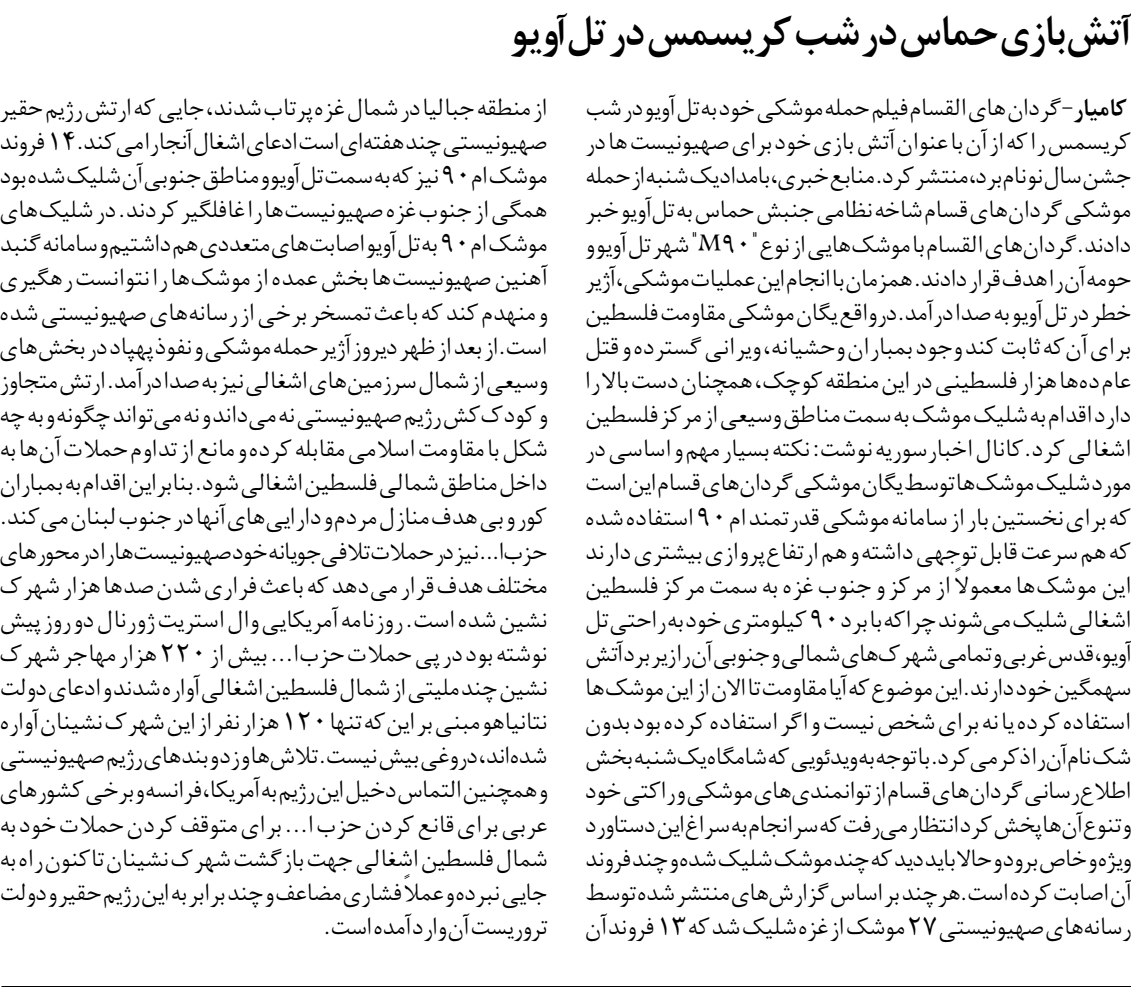 آتش‌بازی حماس در شب کریسمس در تل‌آویو
کامیار - گردان های القسام فیلم حمله موشکی خود به تل آویو در شب
کریسمس را که از آن با عنوان آتش بازی خود برای صهیونیست ها در
جشن سال نو نام برد، منتشر کرد. منابع خبری، بامداد یک شنبه از حمله
موشکی گردان‌های قسام شاخه نظامی جنبش حماس به تل آویو خبر
دادند. گردان‌های القسام با موشک‌هایی از نوع "M۹۰" شهر تل آویو و
حومه آن را هدف قرار دادند. همزمان با انجام این عملیات موشکی، آژیر
خطر در تل آویو به صدا در آمد. در واقع یگان موشکی مقاومت فلسطین
برای آن که ثابت کند وجود بمباران وحشیانه، ویرانی گسترده و قتل
عام ده‌ها هزار فلسطینی در این منطقه کوچک، همچنان دست بالا را
دارد اقدام به شلیک موشک به سمت مناطق وسیعی از مرکز فلسطین
اشغالی کرد. کانال اخبار سوریه نوشت: نکته بسیار مهم و اساسی در
مورد شلیک موشک‌ها توسط یگان موشکی گردان‌های قسام این است
که برای نخستین بار از سامانه موشکی قدرتمند ام ۹۰ استفاده شده
که هم سرعت قابل توجهی داشته و هم ارتفاع پروازی بیشتری دارند
این موشک‌ها معمولاً از مرکز و جنوب غزه به سمت مرکز فلسطین
اشغالی شلیک می‌شوند چراکه با برد ۹۰ کیلومتری خود به راحتی تل
آویو، قدس غربی و تمامی شهرک‌های شمالی و جنوبی آن را زیر برد آتش
سهمگین خود دارند. این موضوع که آیا مقاومت تا الان از این موشک‌ها
استفاده کرده یا نه برای شخص نیست و اگر استفاده کرده بود بدون
شک نام آن را ذکر می کرد. با توجه به ویدئویی که شامگاه یک شنبه بخش
اطلاع رسانی گردان‌های قسام از توانمندی‌های موشکی و راکتی خود
و تنوع آن‌ها پخش کرد انتظار می‌رفت که سرانجام به سراغ این دستاورد
ویژه و خاص برود و حالا باید دید که چند موشک شلیک شده و چند فروند
آن اصابت کرده است. هر چند بر اساس گزارش‌های منتشر شده توسط
رسانه‌های صهیونیستی ۲۷ موشک از غزه شلیک شد که ۱۳ فروند آن
از منطقه جبالیا در شمال غزه پرتاب شدند، جایی که ارتش رژیم حقیر
صهیونیستی چند هفته‌ای است ادعای اشغال آنجا را می کند. ۱۴ فروند
موشک ام ۹۰ نیز که به سمت تل آویو و مناطق جنوبی آن شلیک شده بود
همگی از جنوب غزه صهیونیست‌ها را غافلگیر کردند. در شلیک‌های
موشک ام ۹۰ به تل آویو اصابت‌های متعددی هم داشتیم و سامانه گنبد
آهنین صهیونیست‌ها بخش عمده از موشک‌ها را نتوانست رهگیری
و منهدم کند که باعث تمسخر برخی از رسانه‌های صهیونیستی شده
است. از بعد از ظهر دیروز آژیر حمله موشکی و نفوذ پهپاد در بخش های
وسیعی از شمال سرزمین‌های اشغالی نیز به صدا در آمد. ارتش متجاوز
و کودک کش رژیم صهیونیستی نه می داند و نه می تواند چگونه و به چه
شکل با مقاومت اسلامی مقابله کرده و مانع از تداوم حملات آن‌ها به
داخل مناطق شمالی فلسطین اشغالی شود. بنابراین اقدام به بمباران
کور و بی هدف منازل مردم و دارایی‌های آنها در جنوب لبنان می کند.
حزب‌ا... نیز در حملات تلافی جویانه خود صهیونیست‌ها را در محورهای
مختلف هدف قرار می دهد که باعث فراری شدن صدها هزار شهرک
نشین شده است. روزنامه آمریکایی وال استریت ژورنال دو روز پیش
نوشته بود در پی حملات حزب‌ا... بیش از ۲۲۰ هزار مهاجر شهرک
نشین چند ملیتی از شمال فلسطین اشغالی آواره شدند و ادعای دولت
نتانیاهو مبنی بر این که تنها ۱۲۰ هزار نفر از این شهرک نشینان آواره
شده‌اند، دروغی بیش نیست. تلاش‌ها و زد و بندهای رژیم صهیونیستی
و همچنین التماس دخیل این رژیم به آمریکا، فرانسه و برخی کشورهای
عربی برای قانع کردن حزب ا... برای متوقف کردن حملات خود به
شمال فلسطین اشغالی جهت بازگشت شهرک نشینان تاکنون راه به
جایی نبرده و عملاً فشاری مضاعف و چند برابر به این رژیم حقیر و دولت
تروریست آن وارد آمده است.